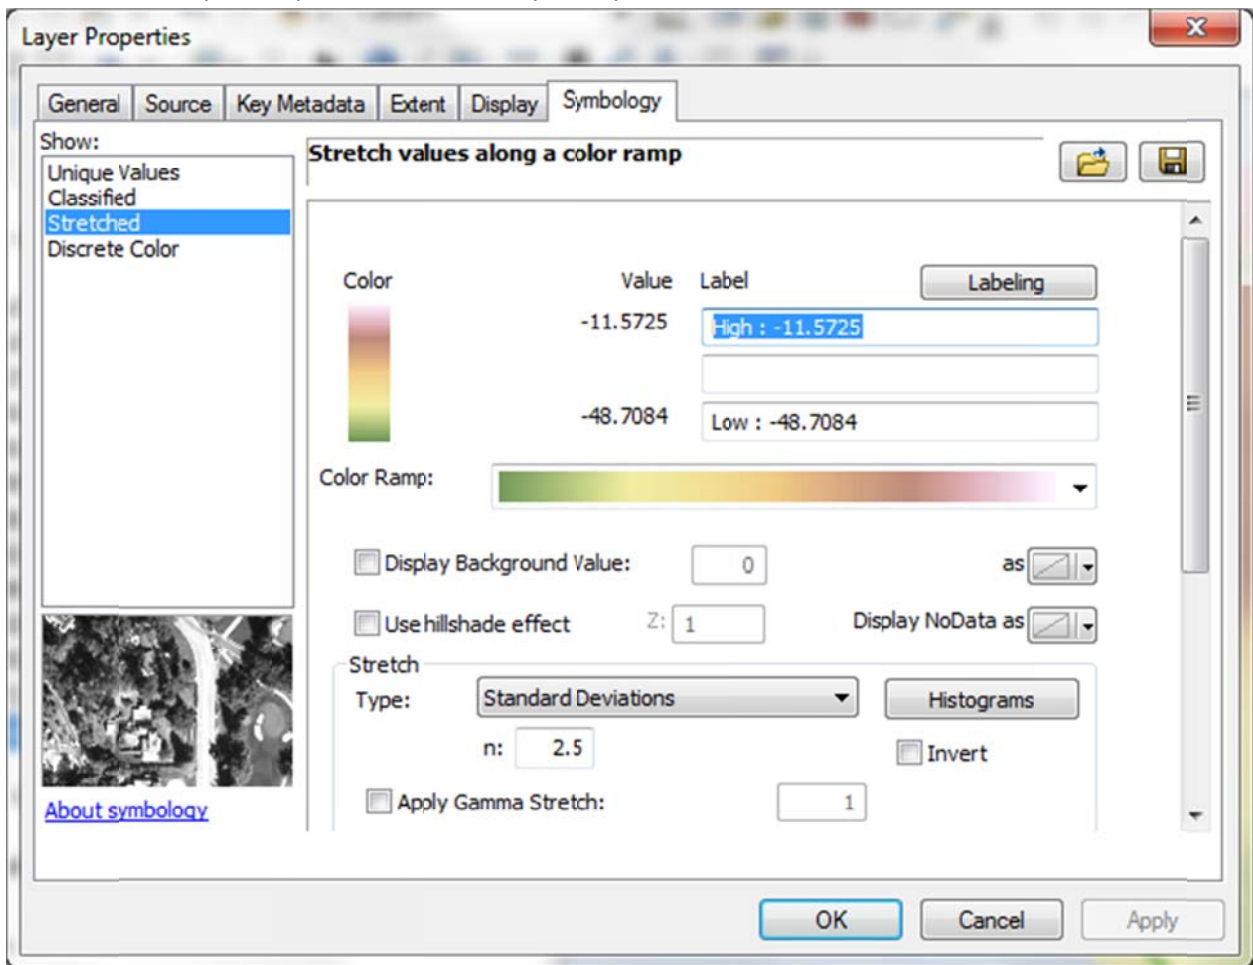 Layer Properties
General Source Key Metadata Extent Display Symbology
Show:
Unique Values
Classified
Stretched
Discrete Color
Stretch values along a color ramp
Color Value Label Labeling
-11.5725 High : -11.5725
-48.7084 Low : -48.7084
Color Ramp:
Display Background Value: 0 as
Use hillshade effect Z: 1 Display NoData as
Stretch
Type: Standard Deviations Histograms
n: 2.5 Invert
Apply Gamma Stretch: 1
About symbology
OK Cancel Apply